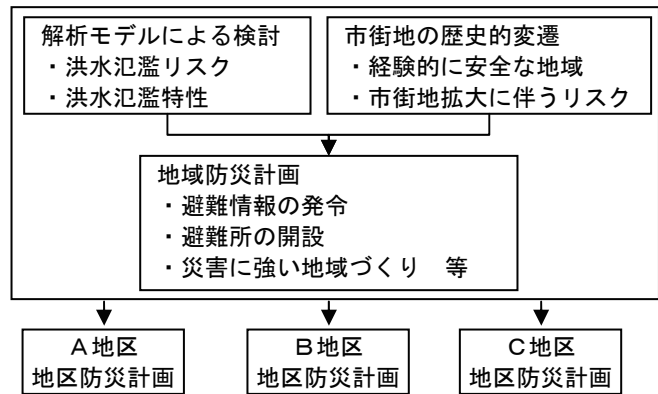 解析モデルによる検討
・洪水氾濫リスク
・洪水氾濫特性
市街地の歴史的変遷
・経験的に安全な地域
・市街地拡大に伴うリスク
地域防災計画
・避難情報の発令
・避難所の開設
・災害に強い地域づくり　等
Ａ地区
地区防災計画
Ｂ地区
地区防災計画
Ｃ地区
地区防災計画